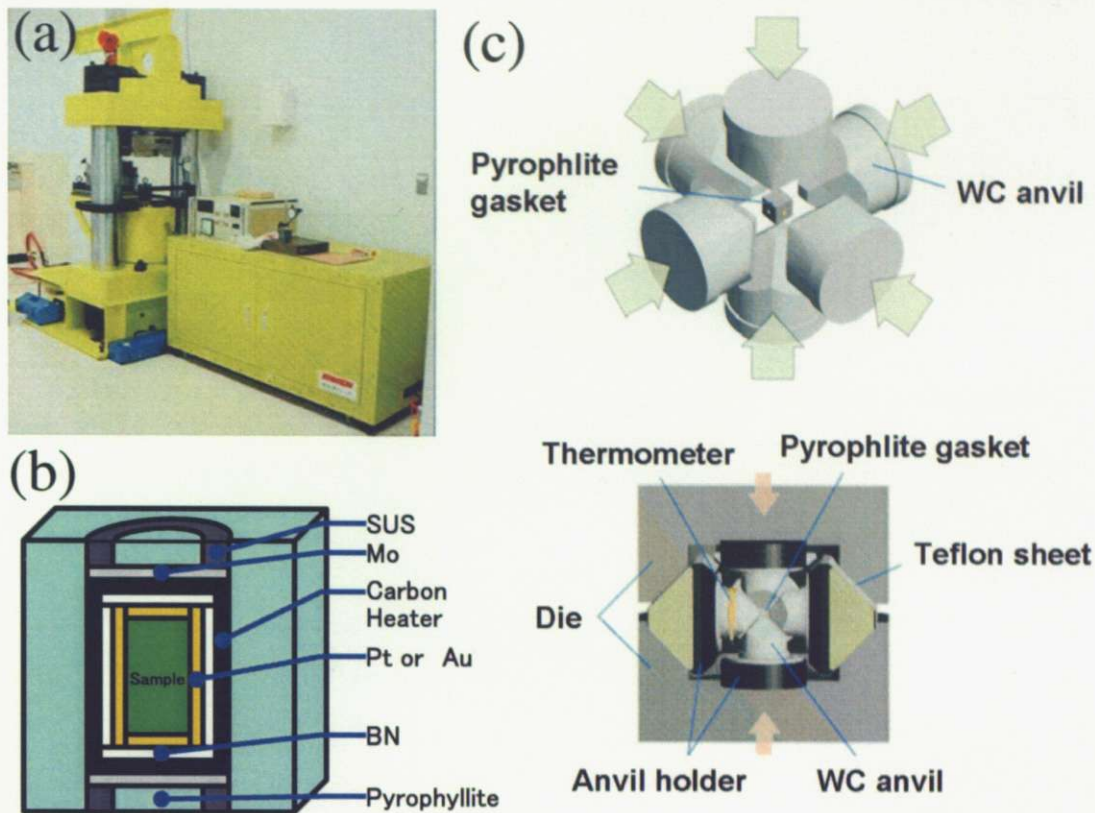 (a)
(c)
Pyrophlite
gasket
WC anvil
(b)
SUS
Mo
Carbon
Heater
Pt or Au
Sample
BN
Pyrophyllite
Thermometer
Pyrophlite gasket
Teflon sheet
Die
Anvil holder
WC anvil